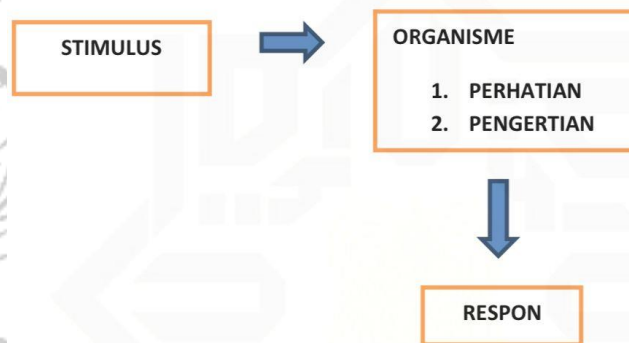 STIMULUS
ORGANISME
1. PERHATIAN
2. PENGERTIAN
RESPON